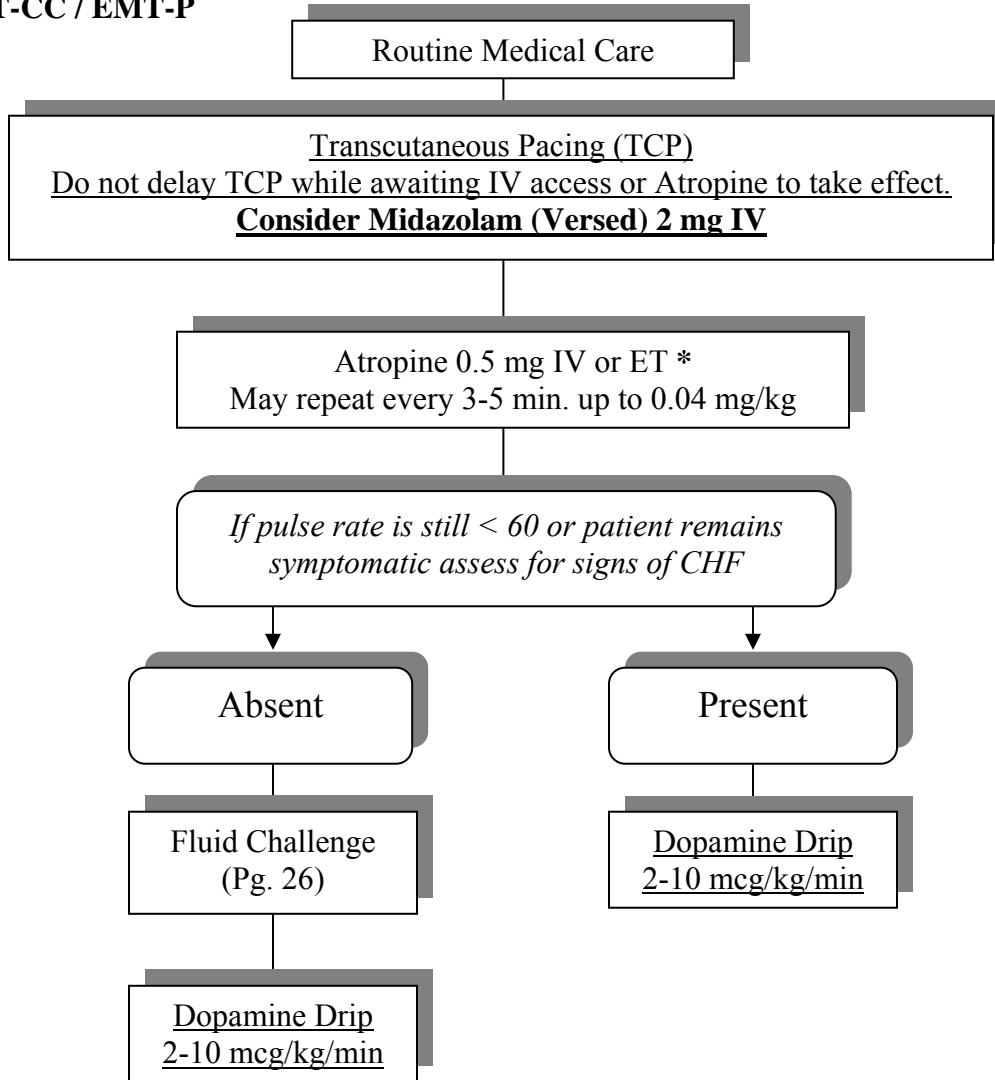 T-CC / EMT-P
Routine Medical Care
Transcutaneous Pacing (TCP)
Do not delay TCP while awaiting IV access or Atropine to take effect.
Consider Midazolam (Versed) 2 mg IV
Atropine 0.5 mg IV or ET *
May repeat every 3-5 min. up to 0.04 mg/kg
If pulse rate is still < 60 or patient remains
symptomatic assess for signs of CHF
Absent
Present
Fluid Challenge
(Pg. 26)
Dopamine Drip
2-10 mcg/kg/min
Dopamine Drip
2-10 mcg/kg/min